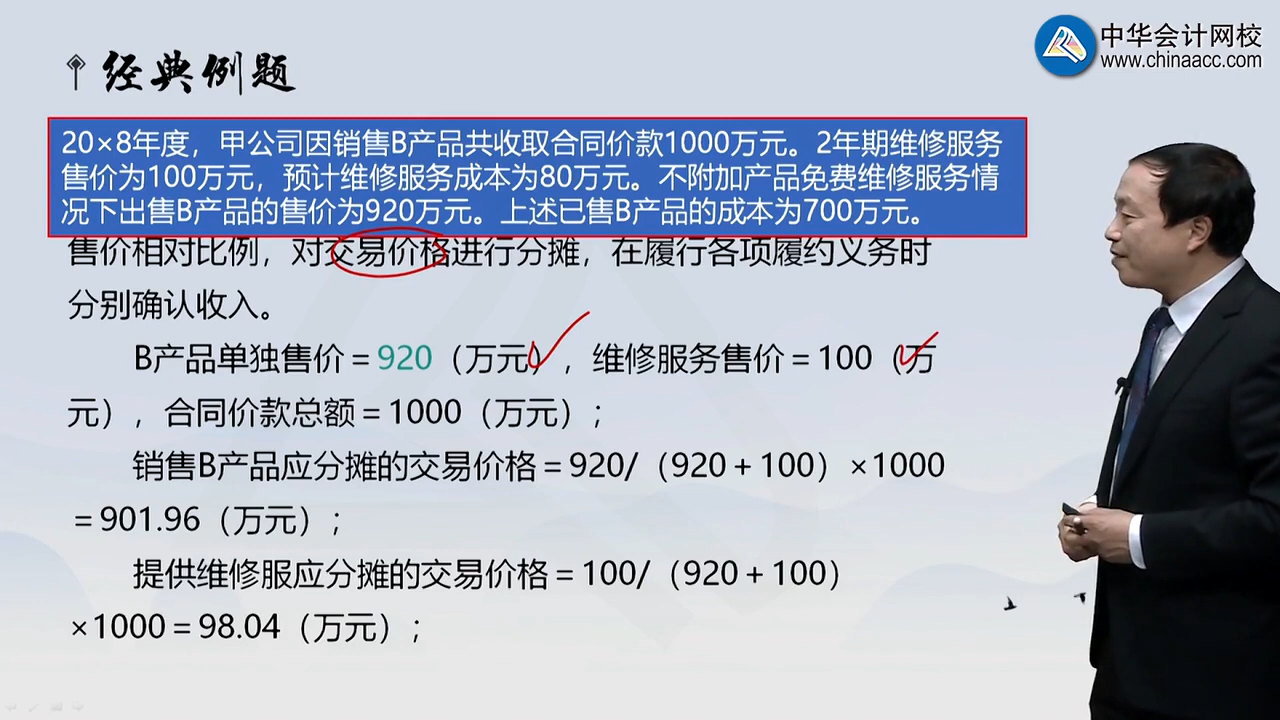 中华会计网校
www.chinaacc.com
经典例题
20×8年度，甲公司因销售B产品共收取合同价款1000万元。2年期维修服务
售价为100万元，预计维修服务成本为80万元。不附加产品免费维修服务情
况下出售B产品的售价为920万元。上述已售B产品的成本为700万元。
售价相对比例，对交易价格进行分摊，在履行各项履约义务时
分别确认收入。
B产品单独售价＝920（万元），维修服务售价＝100（万
元），合同价款总额＝1000（万元）；
销售B产品应分摊的交易价格＝920/（920＋100）×1000
＝901.96（万元）；
提供维修服应分摊的交易价格＝100/（920＋100）
×1000＝98.04（万元）；